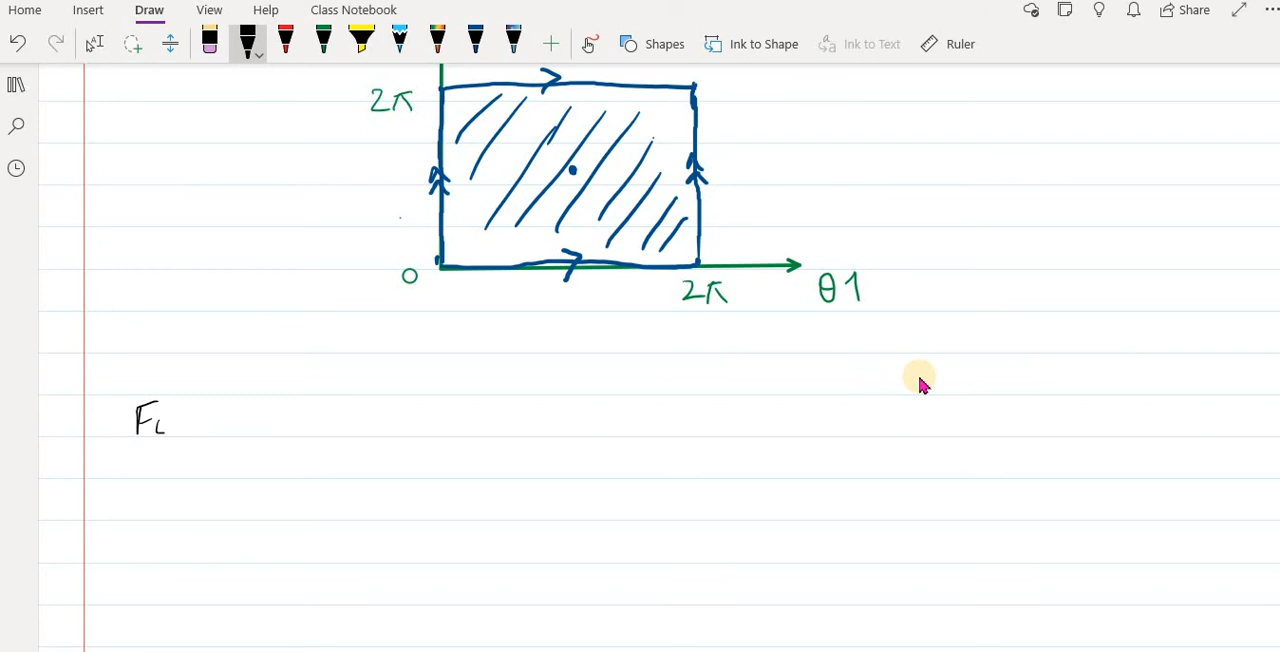 Home Insert Draw View Help Class Notebook Share
Shapes Ink to Shape Ink to Text Ruler
2π
0
2π θ1